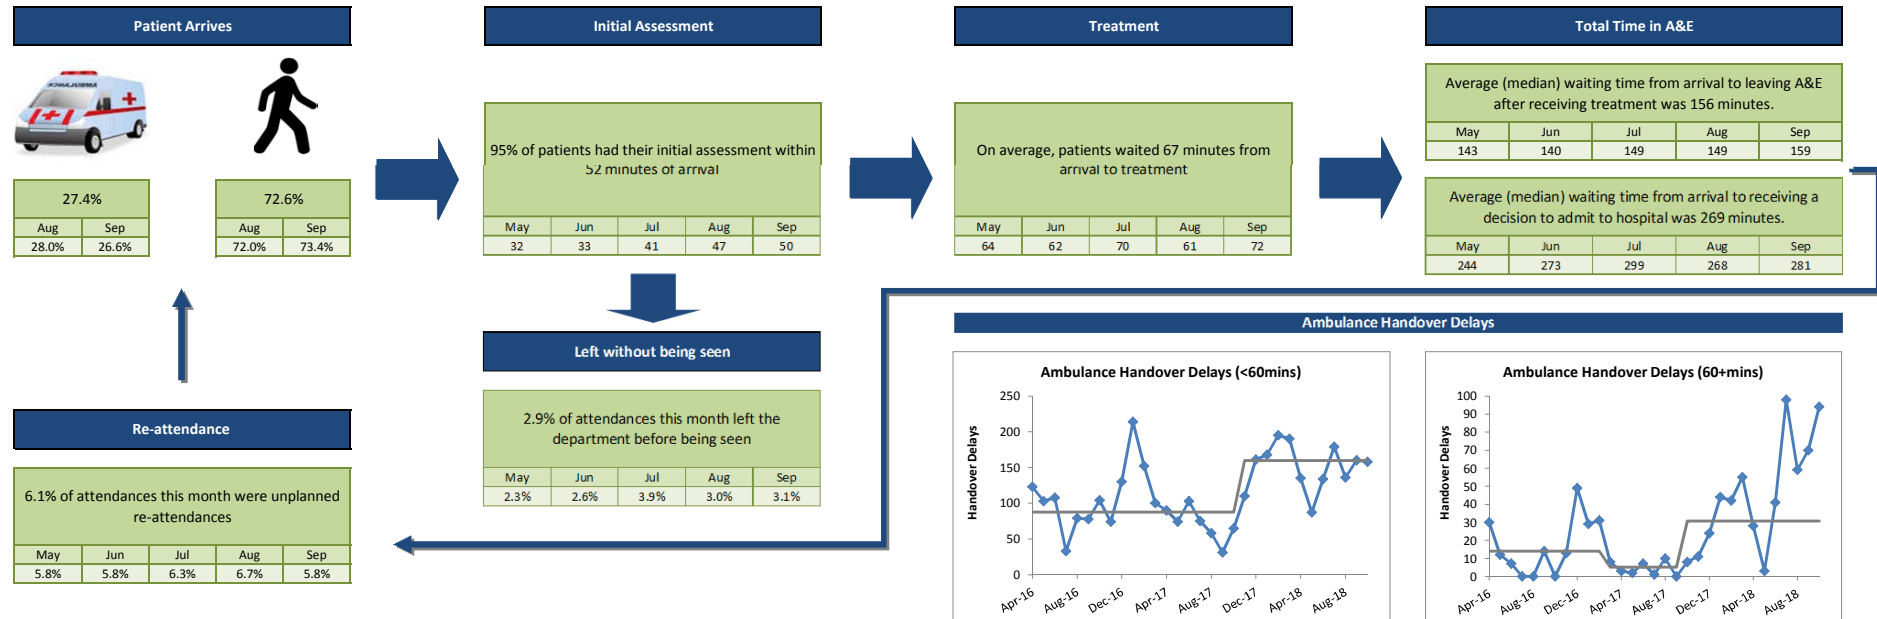 Patient Arrives
27.4%
Aug Sep
28.0% 26.6%
72.6%
Aug Sep
72.0% 73.4%
Re-attendance
6.1% of attendances this month were unplanned
re-attendances
May Jun Jul Aug Sep
5.8% 5.8% 6.3% 6.7% 5.8%
Initial Assessment
95% of patients had their initial assessment within
52 minutes of arrival
May Jun Jul Aug Sep
32 33 41 47 50
Left without being seen
2.9% of attendances this month left the
department before being seen
May Jun Jul Aug Sep
2.3% 2.6% 3.9% 3.0% 3.1%
Treatment
On average, patients waited 67 minutes from
arrival to treatment
May Jun Jul Aug Sep
64 62 70 61 72
Total Time in A&E
Average (median) waiting time from arrival to leaving A&E
after receiving treatment was 156 minutes.
May Jun Jul Aug Sep
143 140 149 149 159
Average (median) waiting time from arrival to receiving a
decision to admit to hospital was 269 minutes.
May Jun Jul Aug Sep
244 273 299 268 281
Ambulance Handover Delays
Ambulance Handover Delays (<60mins)
Handover Delays
250
200
150
100
50
0
Apr-16 Aug-16 Dec-16 Apr-17 Aug-17 Dec-17 Apr-18 Aug-18
Ambulance Handover Delays (60+mins)
Handover Delays
100
90
80
70
60
50
40
30
20
10
0
Apr-16 Aug-16 Dec-16 Apr-17 Aug-17 Dec-17 Apr-18 Aug-18